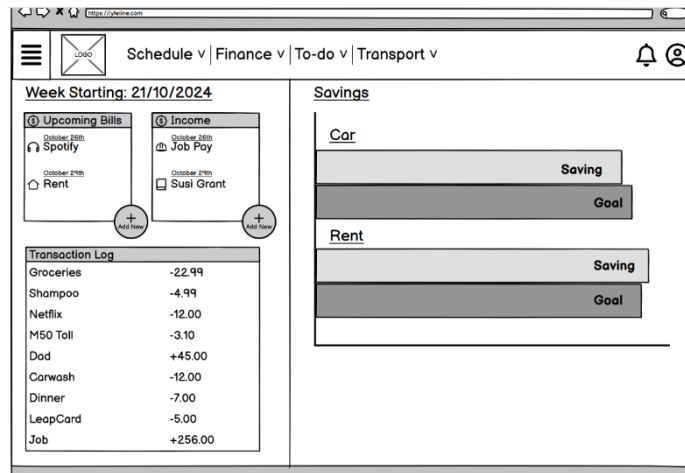 https://lyfeline.com
LOGO
Schedule v | Finance v | To-do v | Transport v
Week Starting: 21/10/2024
Upcoming Bills
October 26th
Spotify
October 29th
Rent
Add New
Income
October 26th
Job Pay
October 29th
Susi Grant
Add New
Transaction Log
Groceries -22.99
Shampoo -4.99
Netflix -12.00
M50 Toll -3.10
Dad +45.00
Carwash -12.00
Dinner -7.00
LeapCard -5.00
Job +256.00
Savings
Car
Saving
Goal
Rent
Saving
Goal